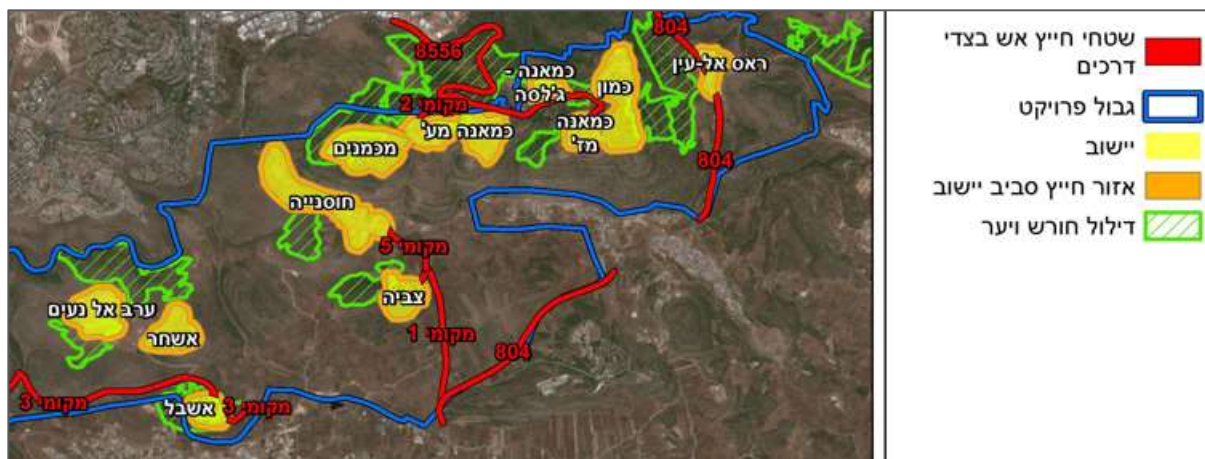 804
8556
ראס אל-עין
כמאנה -
ג'לסה
כמון
מקומי 2
כמאנה מע'
כמאנה
מז'
מכמנים
804
חוסנייה
מקומי 5
צביה
ערב אל נעים
אשחר
מקומי 1
804
מקומי 3
אשבל
מקומי 3
שטחי חייץ אש בצדי
דרכים
גבול פרויקט
יישוב
אזור חייץ סביב יישוב
דילול חורש ויער